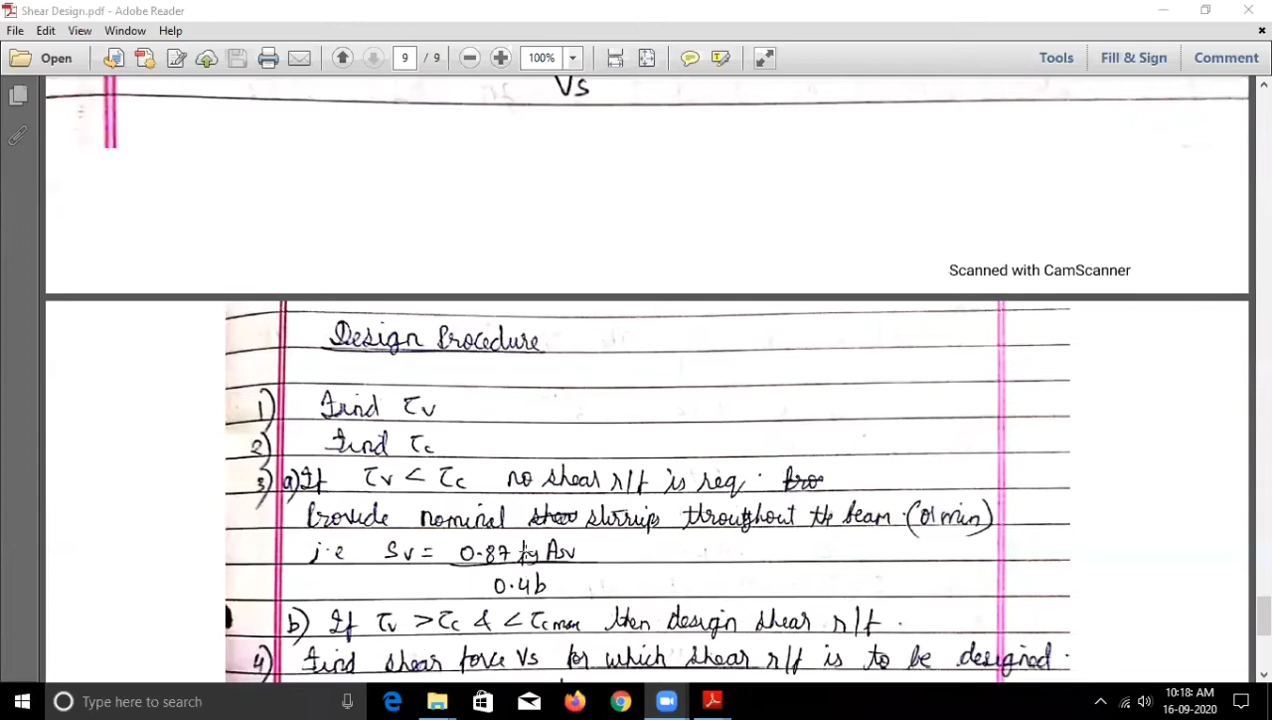 Shear Design.pdf - Adobe Reader
File Edit View Window Help
Open 9 / 9 100% Tools Fill & Sign Comment
Vs
Scanned with CamScanner
Design Procedure
1) Find τv
2) Find τc
3) a) If τv < τc no shear r/f is req. Pro
Provide nominal shear stirrups throughout the beam. (or min)
i.e Sv = 0.87 fy Asv
0.4b
b) If τv > τc & < τcmax then design shear r/f.
4) Find shear force Vs for which shear r/f is to be designed.
Type here to search
10:18: AM
16-09-2020